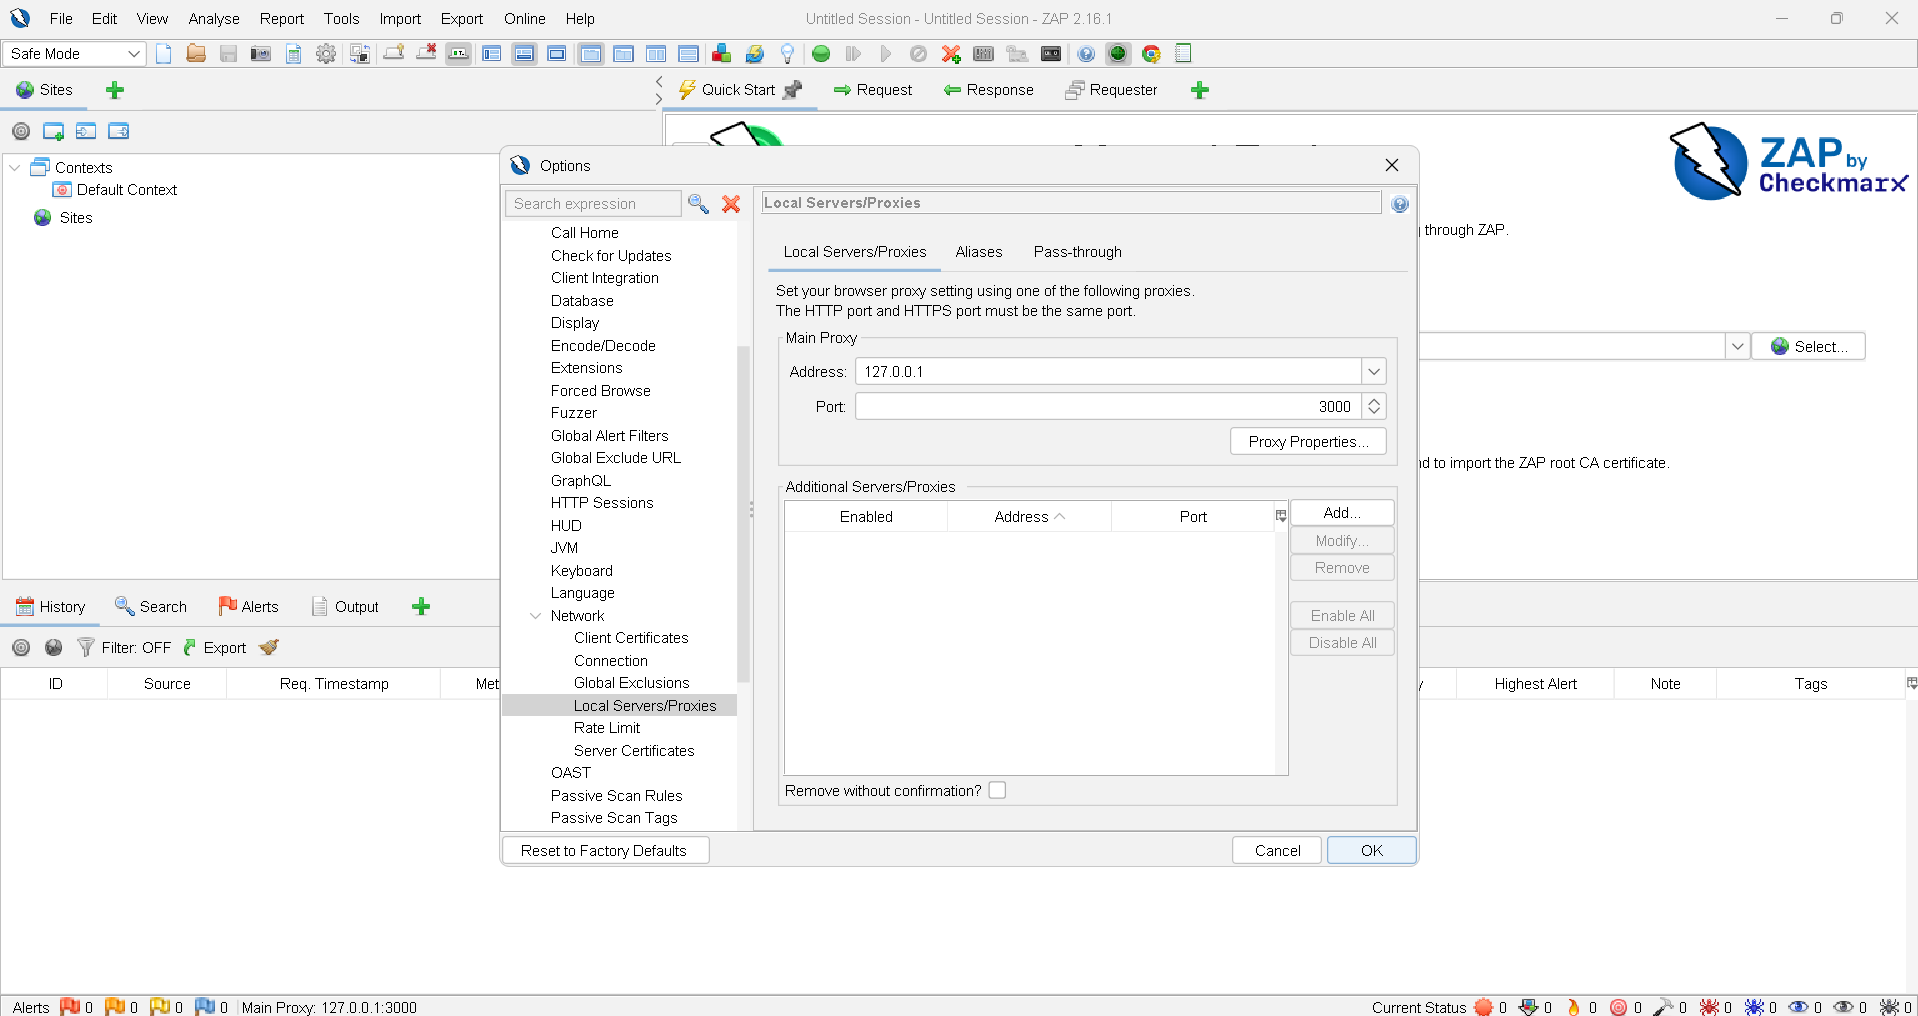 File Edit View Analyse Report Tools Import Export Online Help
Untitled Session - Untitled Session - ZAP 2.16.1
Safe Mode
Sites
Quick Start Request Response Requester
Contexts
Default Context
Sites
ZAP by
Checkmarx
through ZAP.
Select...
to import the ZAP root CA certificate.
Options
Search expression
Call Home
Check for Updates
Client Integration
Database
Display
Encode/Decode
Extensions
Forced Browse
Fuzzer
Global Alert Filters
Global Exclude URL
GraphQL
HTTP Sessions
HUD
JVM
Keyboard
Language
Network
Client Certificates
Connection
Global Exclusions
Local Servers/Proxies
Rate Limit
Server Certificates
OAST
Passive Scan Rules
Passive Scan Tags
Local Servers/Proxies
Local Servers/Proxies Aliases Pass-through
Set your browser proxy setting using one of the following proxies.
The HTTP port and HTTPS port must be the same port.
Main Proxy
Address: 127.0.0.1
Port: 3000
Proxy Properties...
Additional Servers/Proxies
Enabled Address Port
Add...
Modify...
Remove
Enable All
Disable All
Remove without confirmation?
Reset to Factory Defaults
Cancel OK
History Search Alerts Output
Filter: OFF Export
ID Source Req. Timestamp Met
y Highest Alert Note Tags
Alerts 0 0 0 0 Main Proxy: 127.0.0.1:3000
Current Status 0 0 0 0 0 0 0 0 0 0